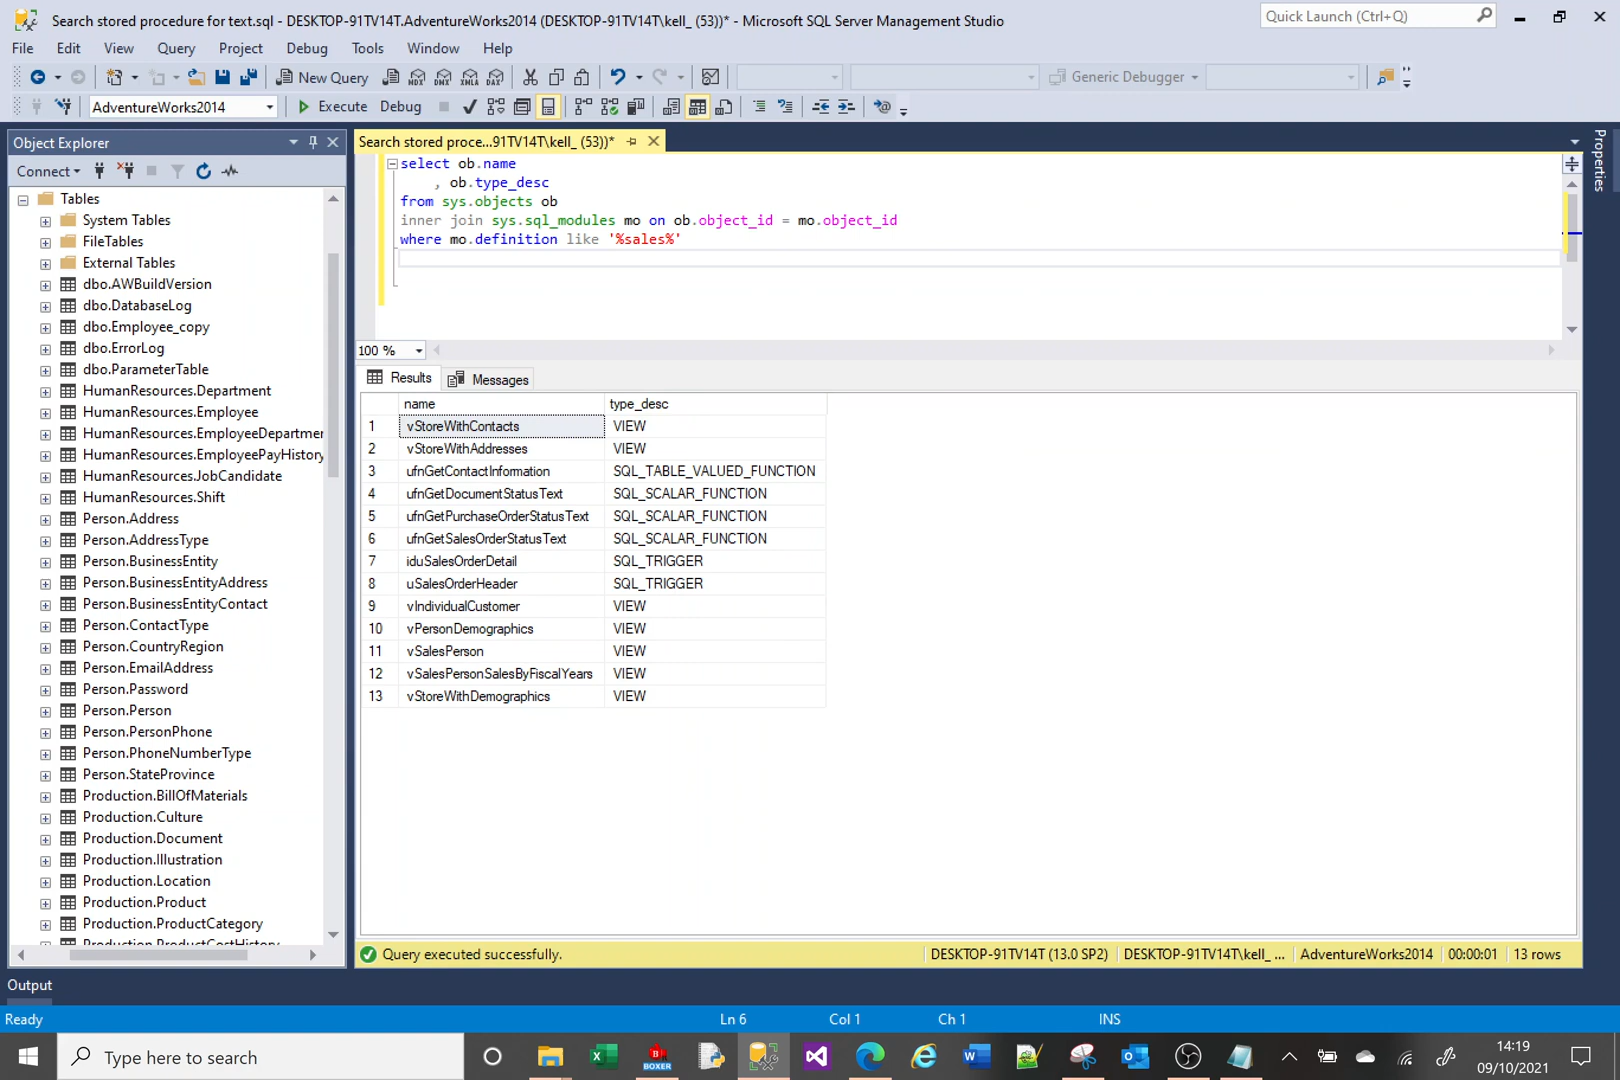 Search stored procedure for text.sql - DESKTOP-91TV14T.AdventureWorks2014 (DESKTOP-91TV14T\kell_ (53))* - Microsoft SQL Server Management Studio
Quick Launch (Ctrl+Q)
File Edit View Query Project Debug Tools Window Help
New Query
MDX DMX XMLA DAX
Generic Debugger
AdventureWorks2014
Execute Debug
Object Explorer
Search stored proce...91TV14T\kell_ (53))*
Properties
Connect
Tables
System Tables
FileTables
External Tables
dbo.AWBuildVersion
dbo.DatabaseLog
dbo.Employee_copy
dbo.ErrorLog
dbo.ParameterTable
HumanResources.Department
HumanResources.Employee
HumanResources.EmployeeDepartmen
HumanResources.EmployeePayHistory
HumanResources.JobCandidate
HumanResources.Shift
Person.Address
Person.AddressType
Person.BusinessEntity
Person.BusinessEntityAddress
Person.BusinessEntityContact
Person.ContactType
Person.CountryRegion
Person.EmailAddress
Person.Password
Person.Person
Person.PersonPhone
Person.PhoneNumberType
Person.StateProvince
Production.BillOfMaterials
Production.Culture
Production.Document
Production.Illustration
Production.Location
Production.Product
Production.ProductCategory
Production.ProductCostHistory
select ob.name
, ob.type_desc
from sys.objects ob
inner join sys.sql_modules mo on ob.object_id = mo.object_id
where mo.definition like '%sales%'
100 %
Results Messages
name type_desc
1 vStoreWithContacts VIEW
2 vStoreWithAddresses VIEW
3 ufnGetContactInformation SQL_TABLE_VALUED_FUNCTION
4 ufnGetDocumentStatusText SQL_SCALAR_FUNCTION
5 ufnGetPurchaseOrderStatusText SQL_SCALAR_FUNCTION
6 ufnGetSalesOrderStatusText SQL_SCALAR_FUNCTION
7 iduSalesOrderDetail SQL_TRIGGER
8 uSalesOrderHeader SQL_TRIGGER
9 vIndividualCustomer VIEW
10 vPersonDemographics VIEW
11 vSalesPerson VIEW
12 vSalesPersonSalesByFiscalYears VIEW
13 vStoreWithDemographics VIEW
Query executed successfully. DESKTOP-91TV14T (13.0 SP2) DESKTOP-91TV14T\kell_ ... AdventureWorks2014 00:00:01 13 rows
Output
Ready Ln 6 Col 1 Ch 1 INS
Type here to search
BOXER
14:19
09/10/2021